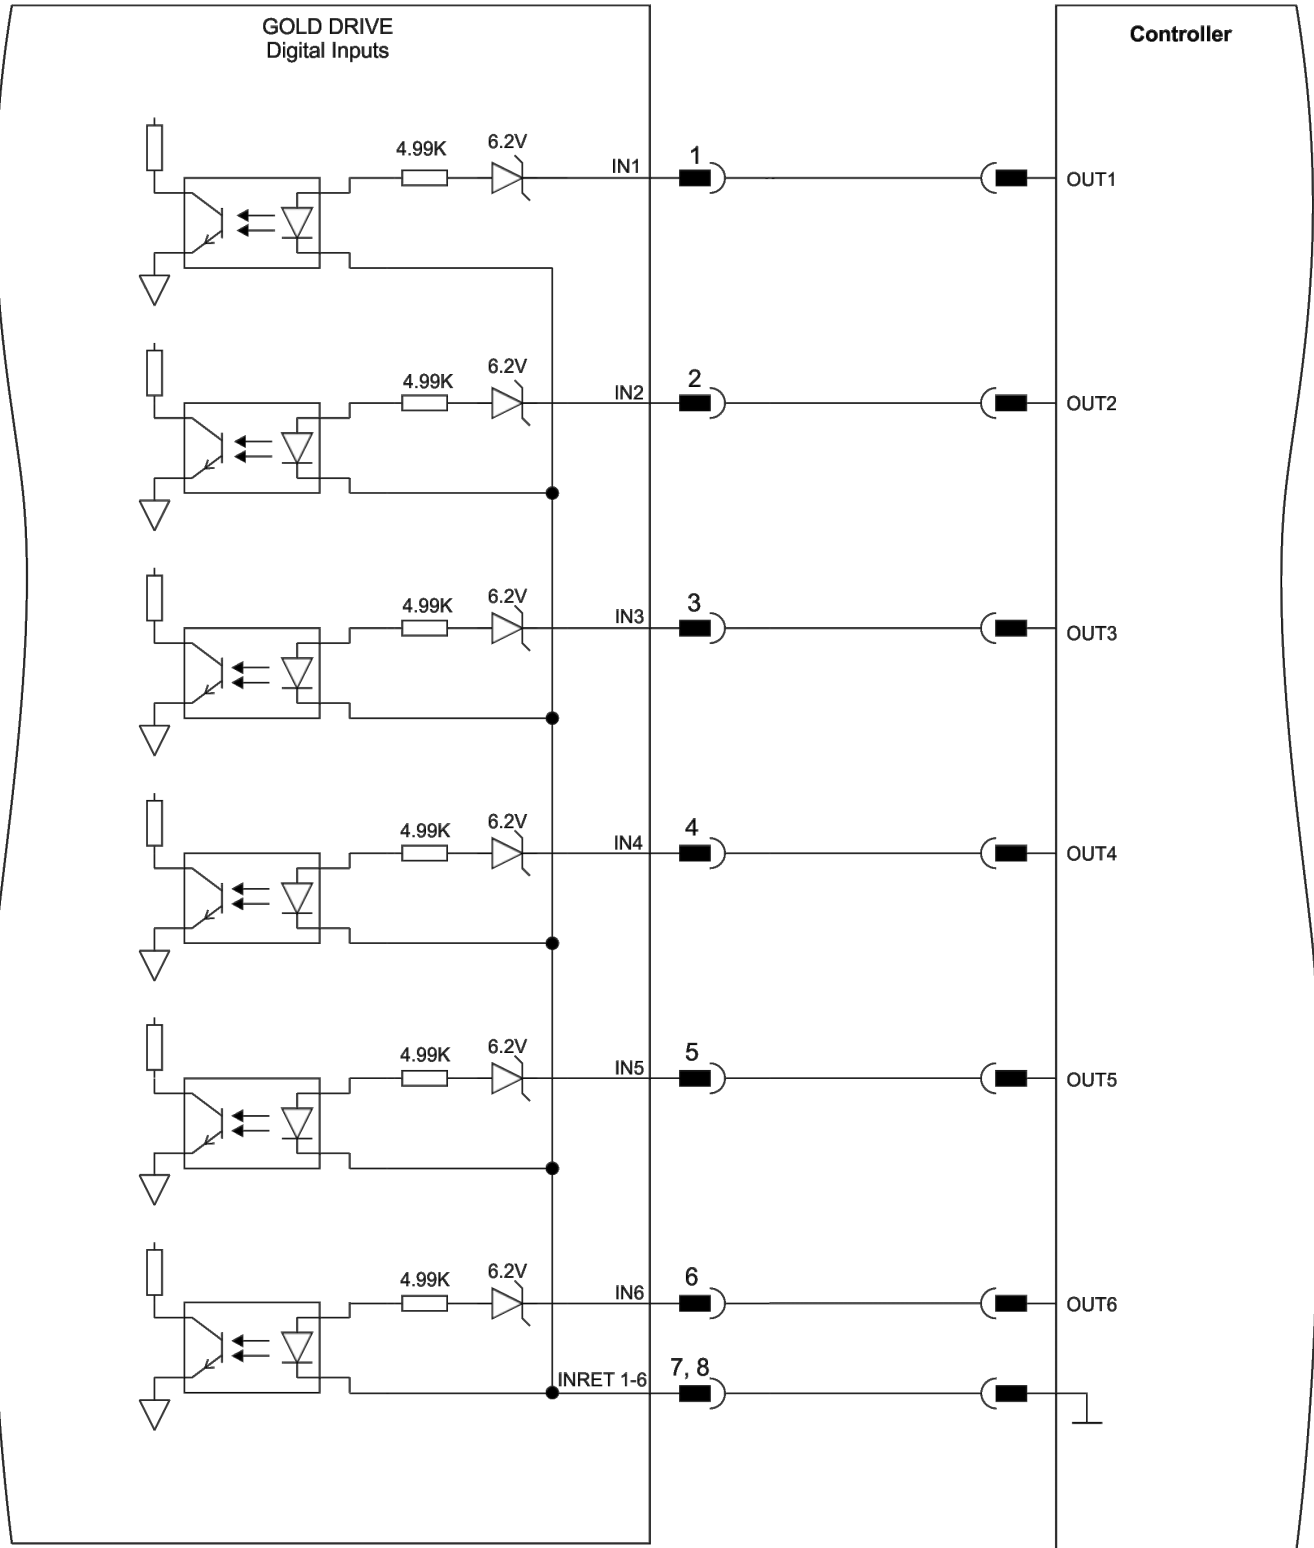 GOLD DRIVE
Digital Inputs
Controller
4.99K
6.2V
IN1
1
OUT1
4.99K
6.2V
IN2
2
OUT2
4.99K
6.2V
IN3
3
OUT3
4.99K
6.2V
IN4
4
OUT4
4.99K
6.2V
IN5
5
OUT5
4.99K
6.2V
IN6
6
OUT6
INRET 1-6
7, 8